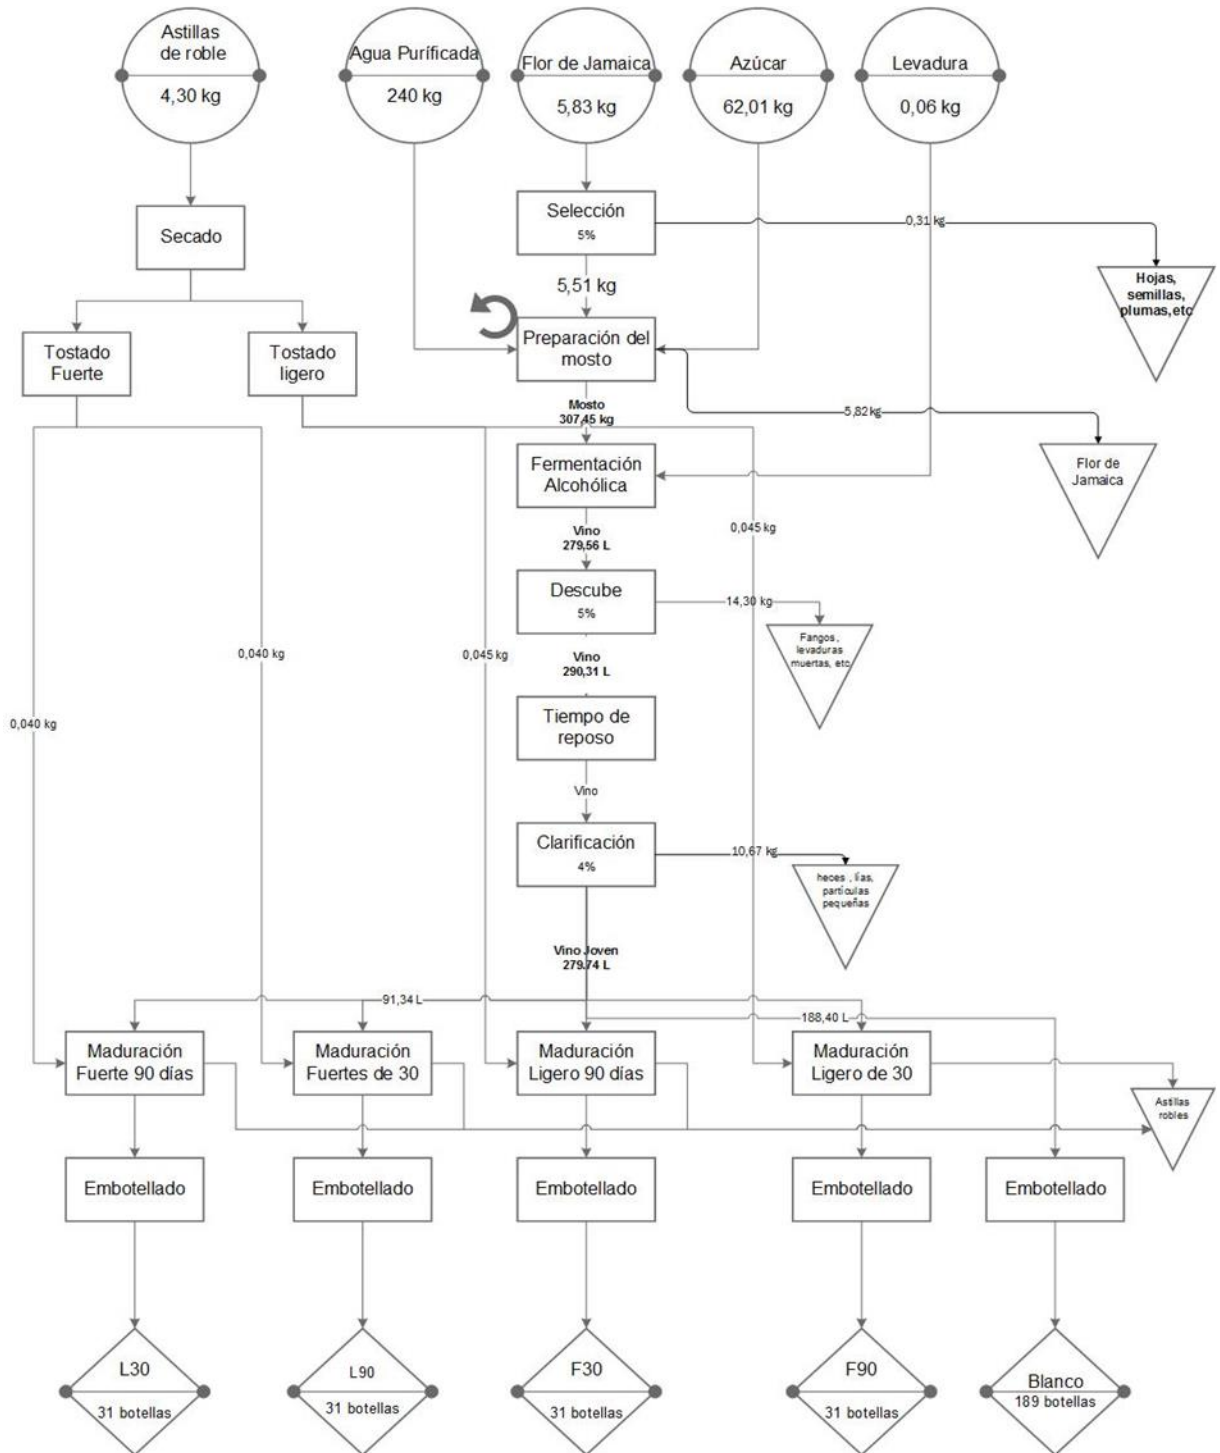 Astillas
de roble
4,30 kg
Agua Purificada
240 kg
Flor de Jamaica
5,83 kg
Azúcar
62,01 kg
Levadura
0,06 kg
Selección
5%
0,31 kg
Hojas,
semillas,
plumas,etc
Secado
5,51 kg
Tostado
Fuerte
Tostado
ligero
Preparación del
mosto
5,82 kg
Flor de
Jamaica
Mosto
307,45 kg
Fermentación
Alcohólica
0,045 kg
Vino
279,56 L
Descube
5%
14,30 kg
Fangos,
levaduras
muertas, etc
0,040 kg
0,040 kg
0,045 kg
Vino
290,31 L
Tiempo de
reposo
Vino
Clarificación
4%
10,67 kg
heces , lías,
partículas
pequeñas
Vino Joven
279.74 L
91,34 L
188,40 L
Maduración
Fuerte 90 días
Maduración
Fuertes de 30
Maduración
Ligero 90 días
Maduración
Ligero de 30
Astillas
robles
Embotellado
Embotellado
Embotellado
Embotellado
Embotellado
L30
31 botellas
L90
31 botellas
F30
31 botellas
F90
31 botellas
Blanco
189 botellas